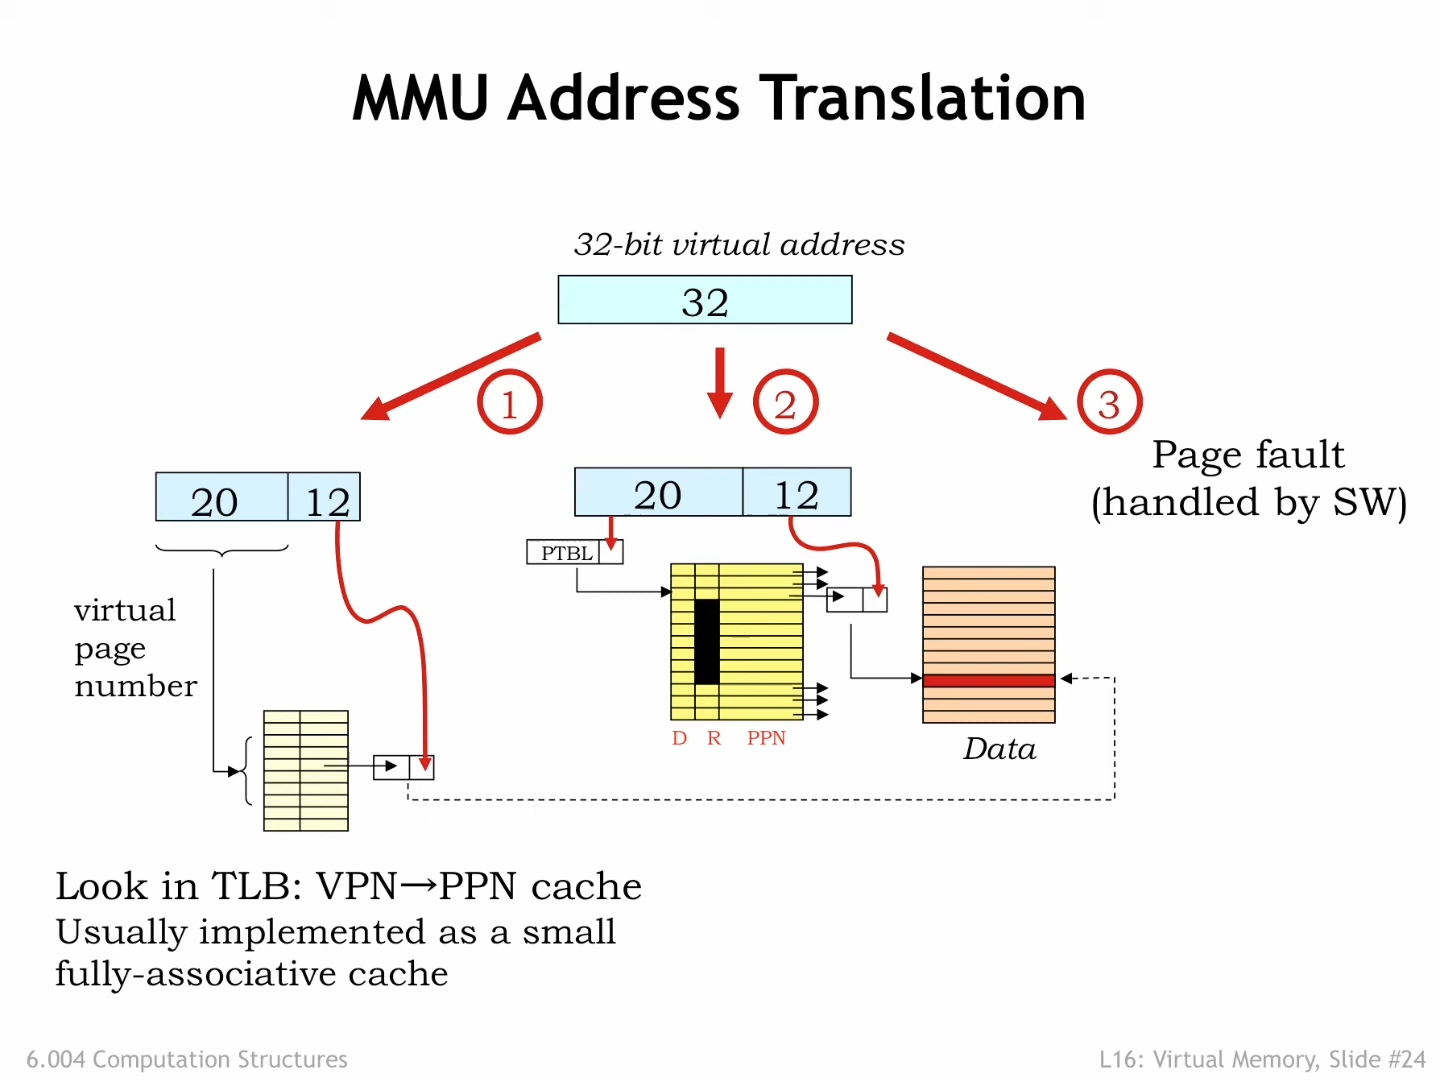 MMU Address Translation
32-bit virtual address
32
1
2
3
Page fault
(handled by SW)
20 12
20 12
PTBL
virtual
page
number
D R PPN
Data
Look in TLB: VPN→PPN cache
Usually implemented as a small
fully-associative cache
6.004 Computation Structures
L16: Virtual Memory, Slide #24